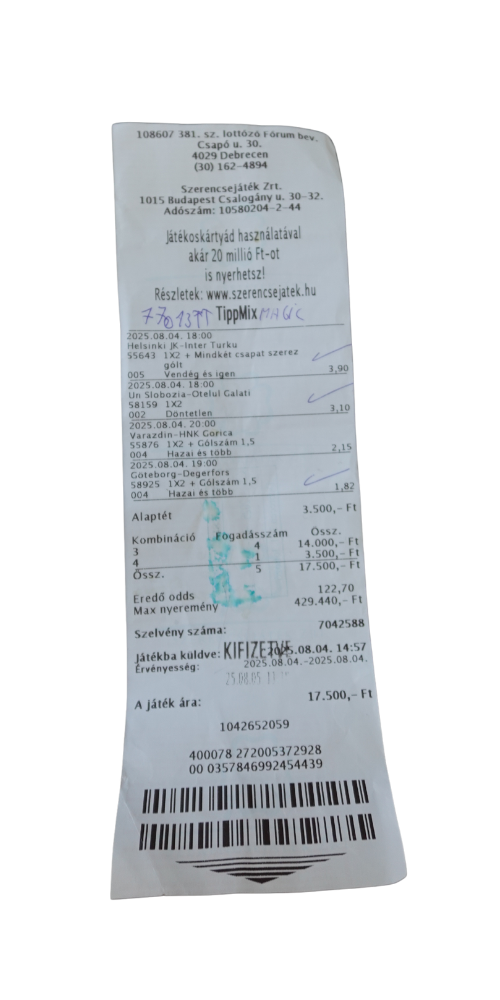 108607 381. sz. lottózó Fórum bev.
Csapó u. 30.
4029 Debrecen
(30) 162-4894
Szerencsejáték Zrt.
1015 Budapest Csalogány u. 30-32.
Adószám: 10580204-2-44
Játékoskártyád használatával
akár 20 millió Ft-ot
is nyerhetsz!
Részletek: www.szerencsejatek.hu
TippMix MAGIC
2025.08.04. 18:00
Helsinki JK-Inter Turku
55643 1X2 + Mindkét csapat szerez
gólt
005 Vendég és igen 3,90
2025.08.04. 18:00
Un Slobozia-Otelul Galati
58159 1X2
002 Döntetlen 3,10
2025.08.04. 20:00
Varazdin-HNK Gorica
55876 1X2 + Gólszám 1,5
004 Hazai és több 2,15
2025.08.04. 19:00
Göteborg-Degerfors
58925 1X2 + Gólszám 1,5
004 Hazai és több 1,82
Alaptét 3.500,- Ft
Kombináció Fogadásszám Össz.
3 4 14.000,- Ft
4 1 3.500,- Ft
Össz. 5 17.500,- Ft
Eredő odds 122,70
Max nyeremény 429.440,- Ft
Szelvény száma: 7042588
Játékba küldve: KIFIZETVE 2025.08.04. 14:57
Érvényesség: 2025.08.04.-2025.08.04.
25.08.05
A játék ára: 17.500,- Ft
1042652059
400078 272005372928
00 0357846992454439